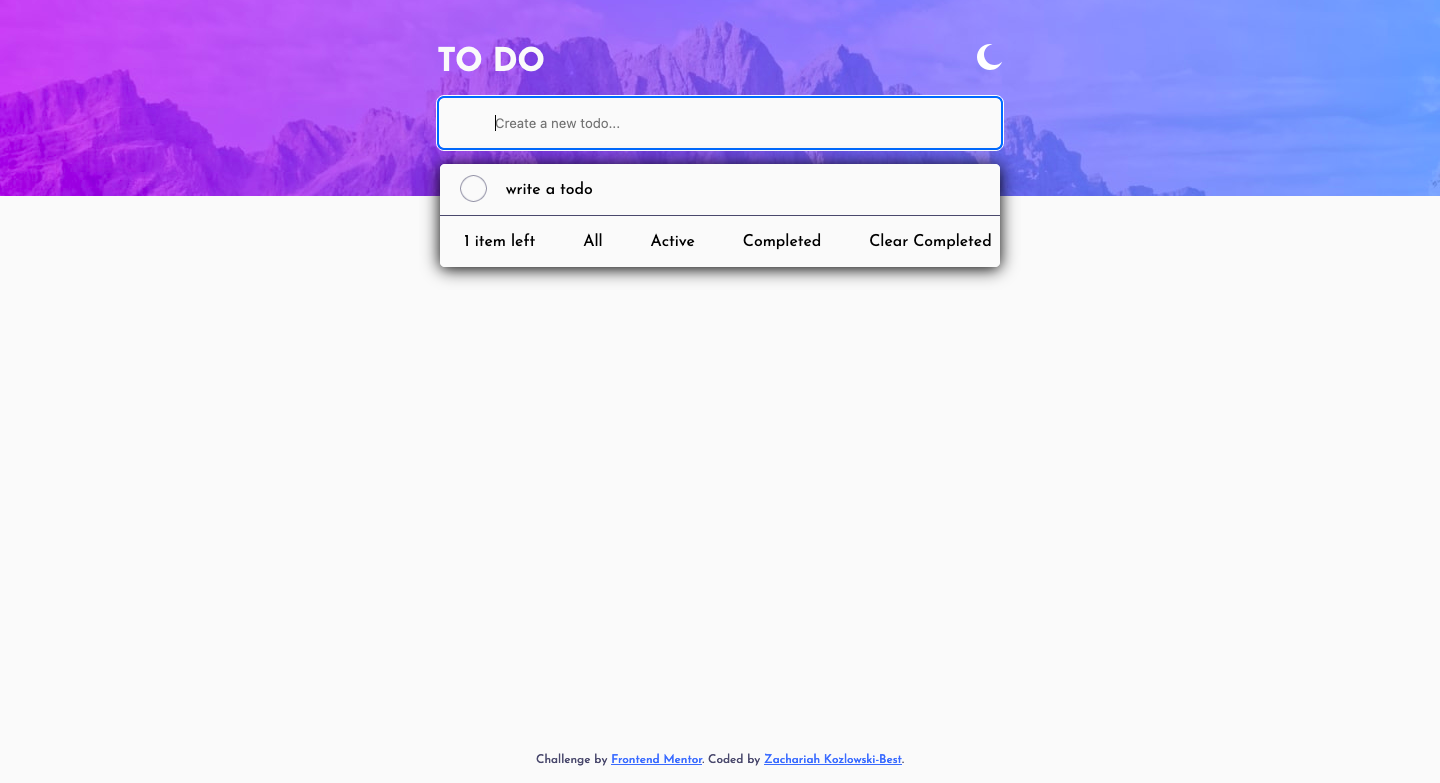 TO DO
Create a new todo...
write a todo
1 item left All Active Completed Clear Completed
Challenge by Frontend Mentor. Coded by Zachariah Kozlowski-Best.